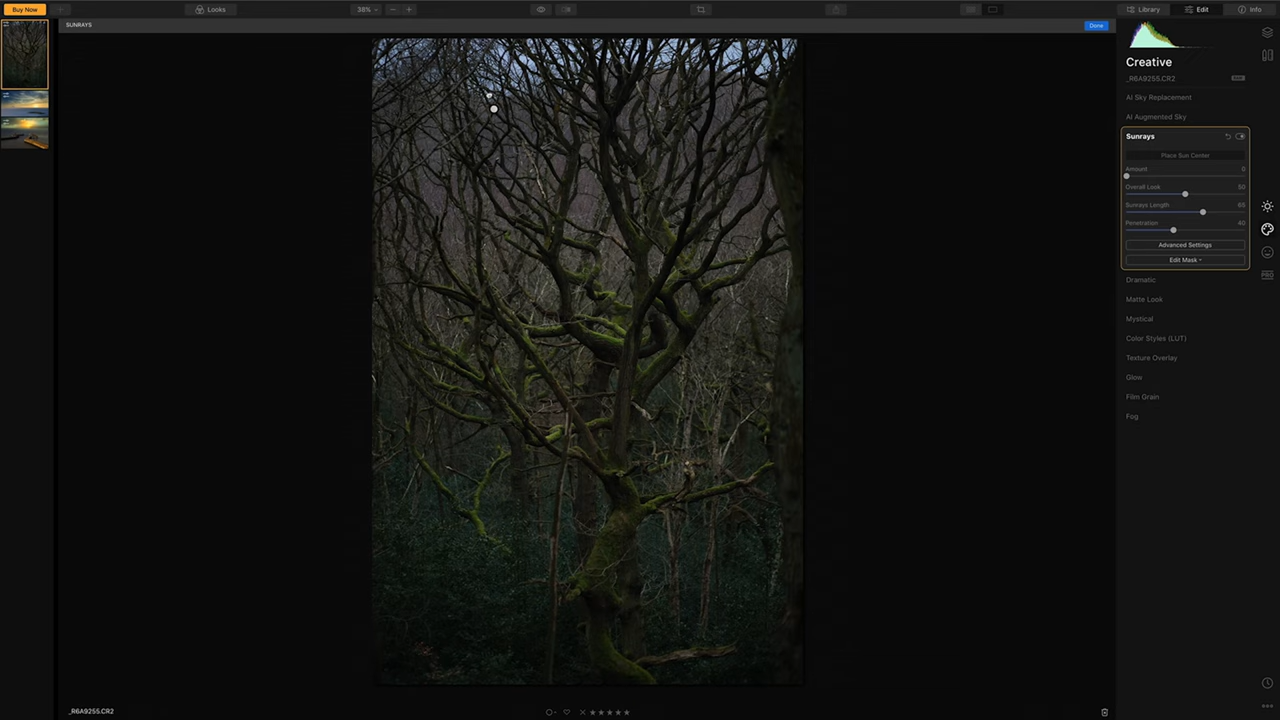 Buy Now
Looks
38%
Library
Edit
Info
SUNRAYS
Done
Creative
_R6A9255.CR2
AI Sky Replacement
AI Augmented Sky
Sunrays
Place Sun Center
Amount 0
Overall Look 50
Sunrays Length 65
Penetration 40
Advanced Settings
Edit Mask
Dramatic
Matte Look
Mystical
Color Styles (LUT)
Texture Overlay
Glow
Film Grain
Fog
_R6A9255.CR2